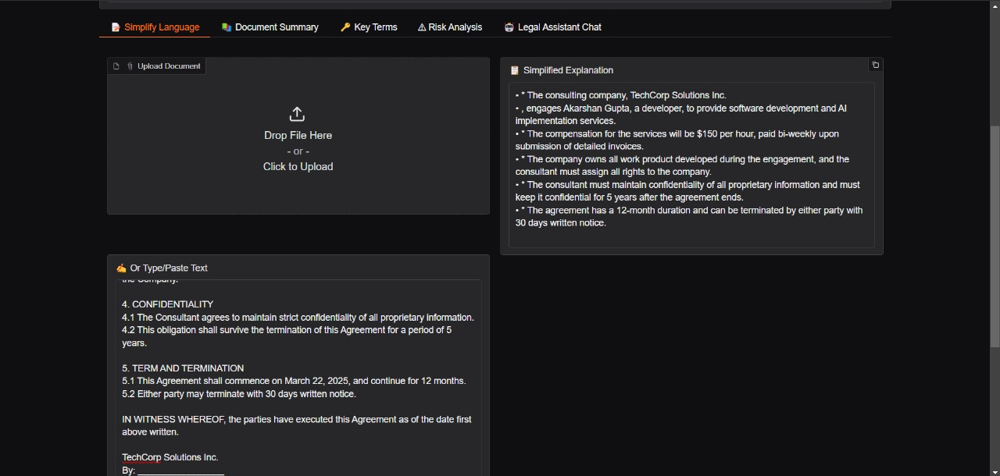 Simplify Language
Document Summary
Key Terms
Risk Analysis
Legal Assistant Chat
Upload Document
Drop File Here
- or -
Click to Upload
Simplified Explanation
• * The consulting company, TechCorp Solutions Inc.
• , engages Akarshan Gupta, a developer, to provide software development and AI
implementation services.
• * The compensation for the services will be $150 per hour, paid bi-weekly upon
submission of detailed invoices.
• * The company owns all work product developed during the engagement, and the
consultant must assign all rights to the company.
• * The consultant must maintain confidentiality of all proprietary information and must
keep it confidential for 5 years after the agreement ends.
• * The agreement has a 12-month duration and can be terminated by either party with
30 days written notice.
Or Type/Paste Text
the Company.
4. CONFIDENTIALITY
4.1 The Consultant agrees to maintain strict confidentiality of all proprietary information.
4.2 This obligation shall survive the termination of this Agreement for a period of 5
years.
5. TERM AND TERMINATION
5.1 This Agreement shall commence on March 22, 2025, and continue for 12 months.
5.2 Either party may terminate with 30 days written notice.
IN WITNESS WHEREOF, the parties have executed this Agreement as of the date first
above written.
TechCorp Solutions Inc.
By: ___________________